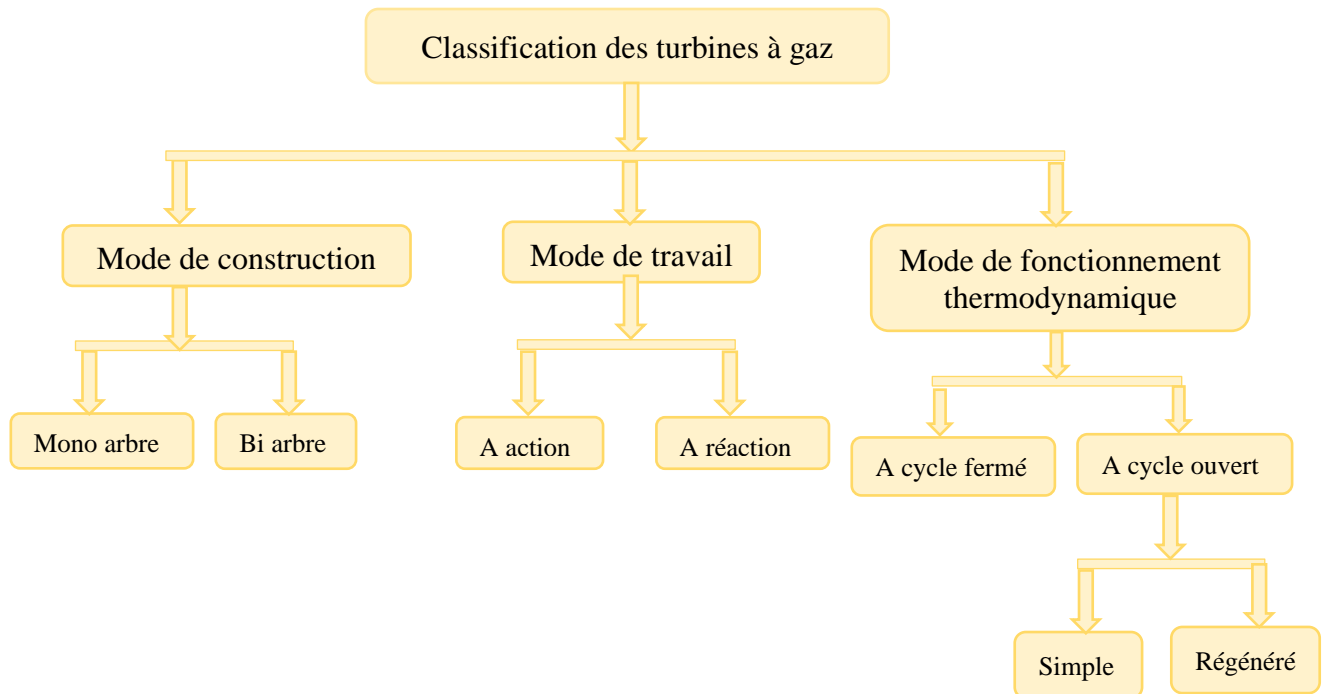 Classification des turbines à gaz
Mode de construction
Mode de travail
Mode de fonctionnement
thermodynamique
Mono arbre
Bi arbre
A action
A réaction
A cycle fermé
A cycle ouvert
Simple
Régénéré